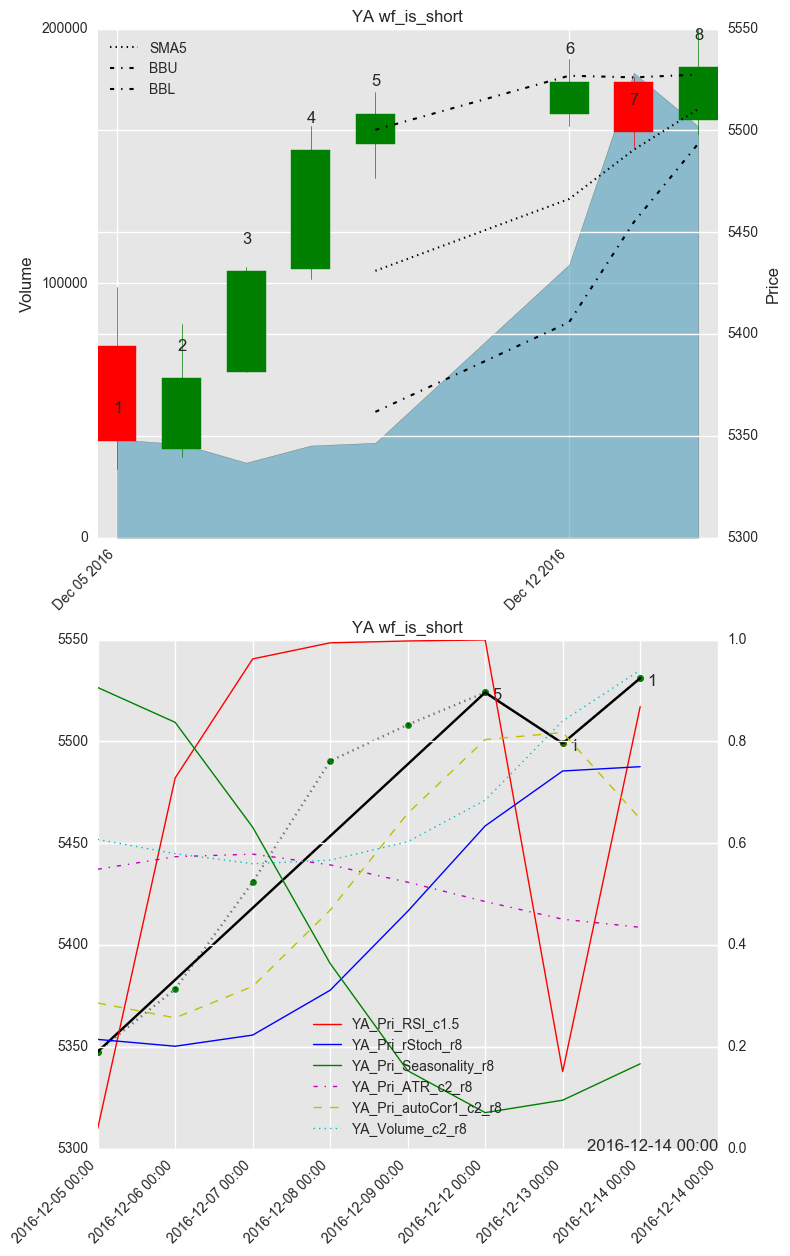 YA wf_is_short
200000
5550
SMA5
BBU
BBL
1
2
3
4
5
6
7
8
5500
5450
100000
Volume
Price
5400
5350
0
5300
Dec 05 2016
Dec 12 2016
YA wf_is_short
5550
1.0
5
1
5500
0.8
1
5450
0.6
5400
0.4
YA_Pri_RSI_c1.5
YA_Pri_rStoch_r8
5350
0.2
YA_Pri_Seasonality_r8
YA_Pri_ATR_c2_r8
YA_Pri_autoCor1_c2_r8
YA_Volume_c2_r8
2016-12-14 00:00
5300
0.0
2016-12-05 00:00
2016-12-06 00:00
2016-12-07 00:00
2016-12-08 00:00
2016-12-09 00:00
2016-12-12 00:00
2016-12-13 00:00
2016-12-14 00:00
2016-12-14 00:00